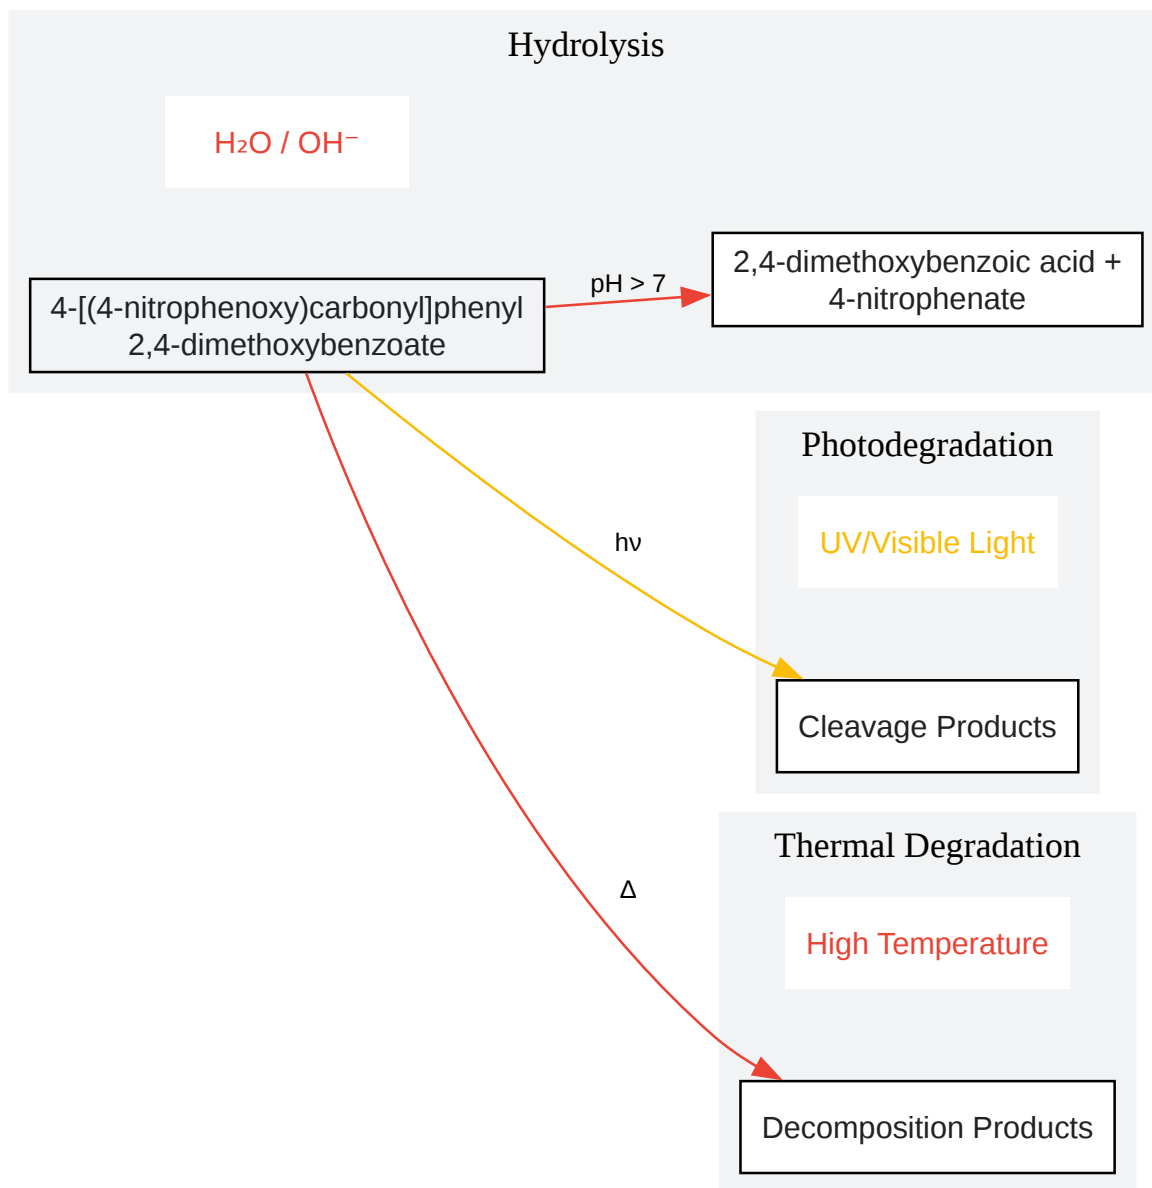 Hydrolysis
H₂O / OH⁻
4-[(4-nitrophenoxy)carbonyl]phenyl
2,4-dimethoxybenzoate
pH > 7
2,4-dimethoxybenzoic acid +
4-nitrophenate
Photodegradation
UV/Visible Light
hν
Cleavage Products
Thermal Degradation
High Temperature
Δ
Decomposition Products